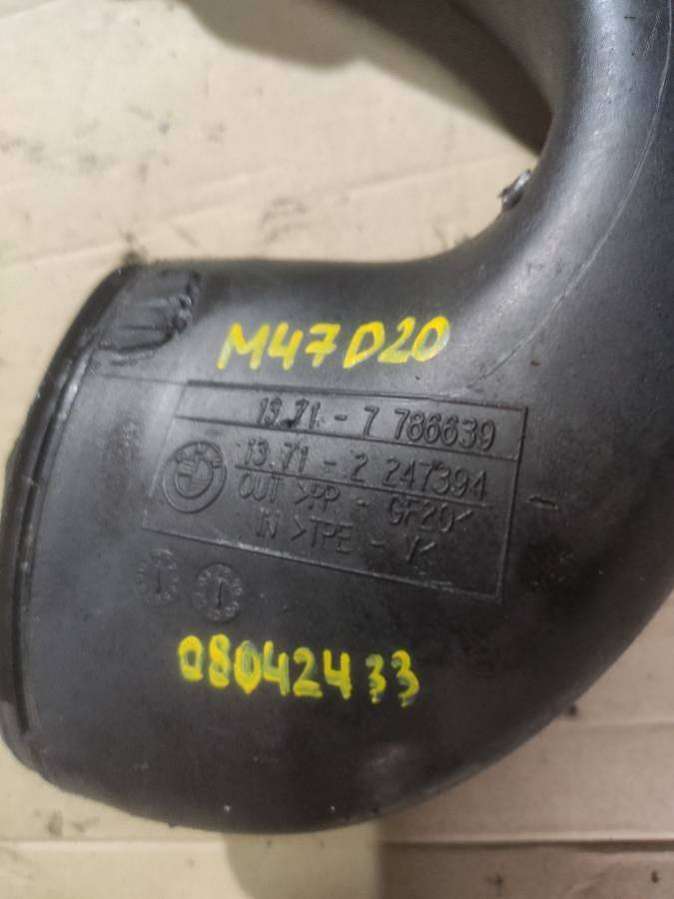 M47D20
13.71 - 7 786639
13.71 - 2 247394
OUT >PP - GF20<
IN >TPE - V<
08042433